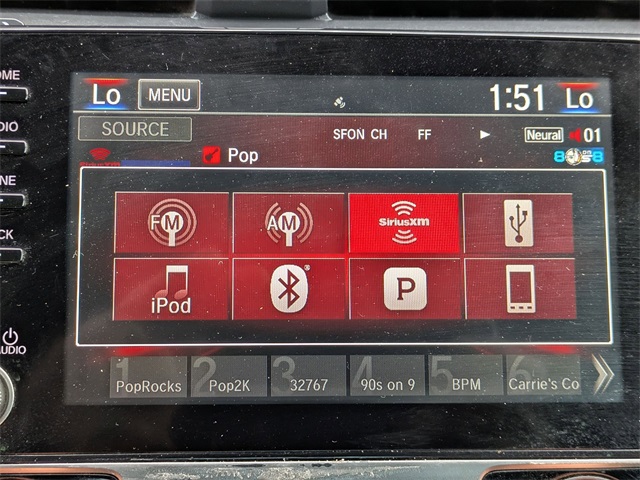 OME
Lo MENU 1:51 Lo
DIO
SOURCE SFON CH FF Neural 01
SiriusXM Pop
NE
FM AM SiriusXM
CK
iPod P
AUDIO
1 2 3 4 5 6
PopRocks Pop2K 32767 90s on 9 BPM Carrie's Co